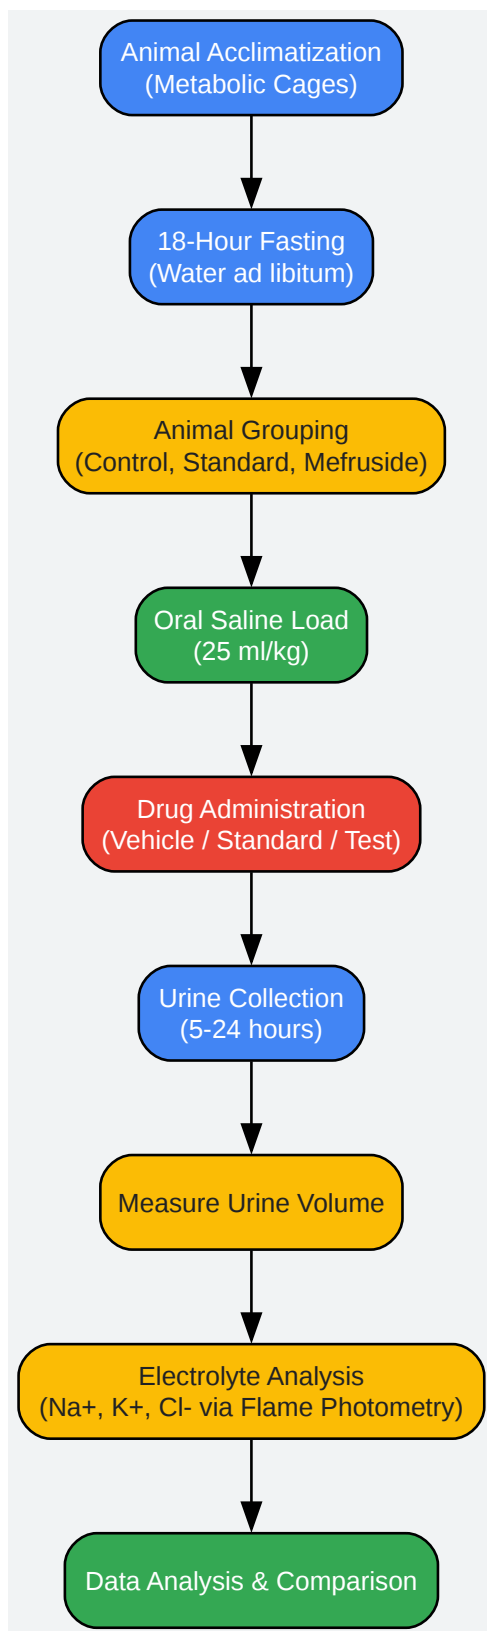 Animal Acclimatization
(Metabolic Cages)
18-Hour Fasting
(Water ad libitum)
Animal Grouping
(Control, Standard, Mefruside)
Oral Saline Load
(25 ml/kg)
Drug Administration
(Vehicle / Standard / Test)
Urine Collection
(5-24 hours)
Measure Urine Volume
Electrolyte Analysis
(Na+, K+, Cl- via Flame Photometry)
Data Analysis & Comparison